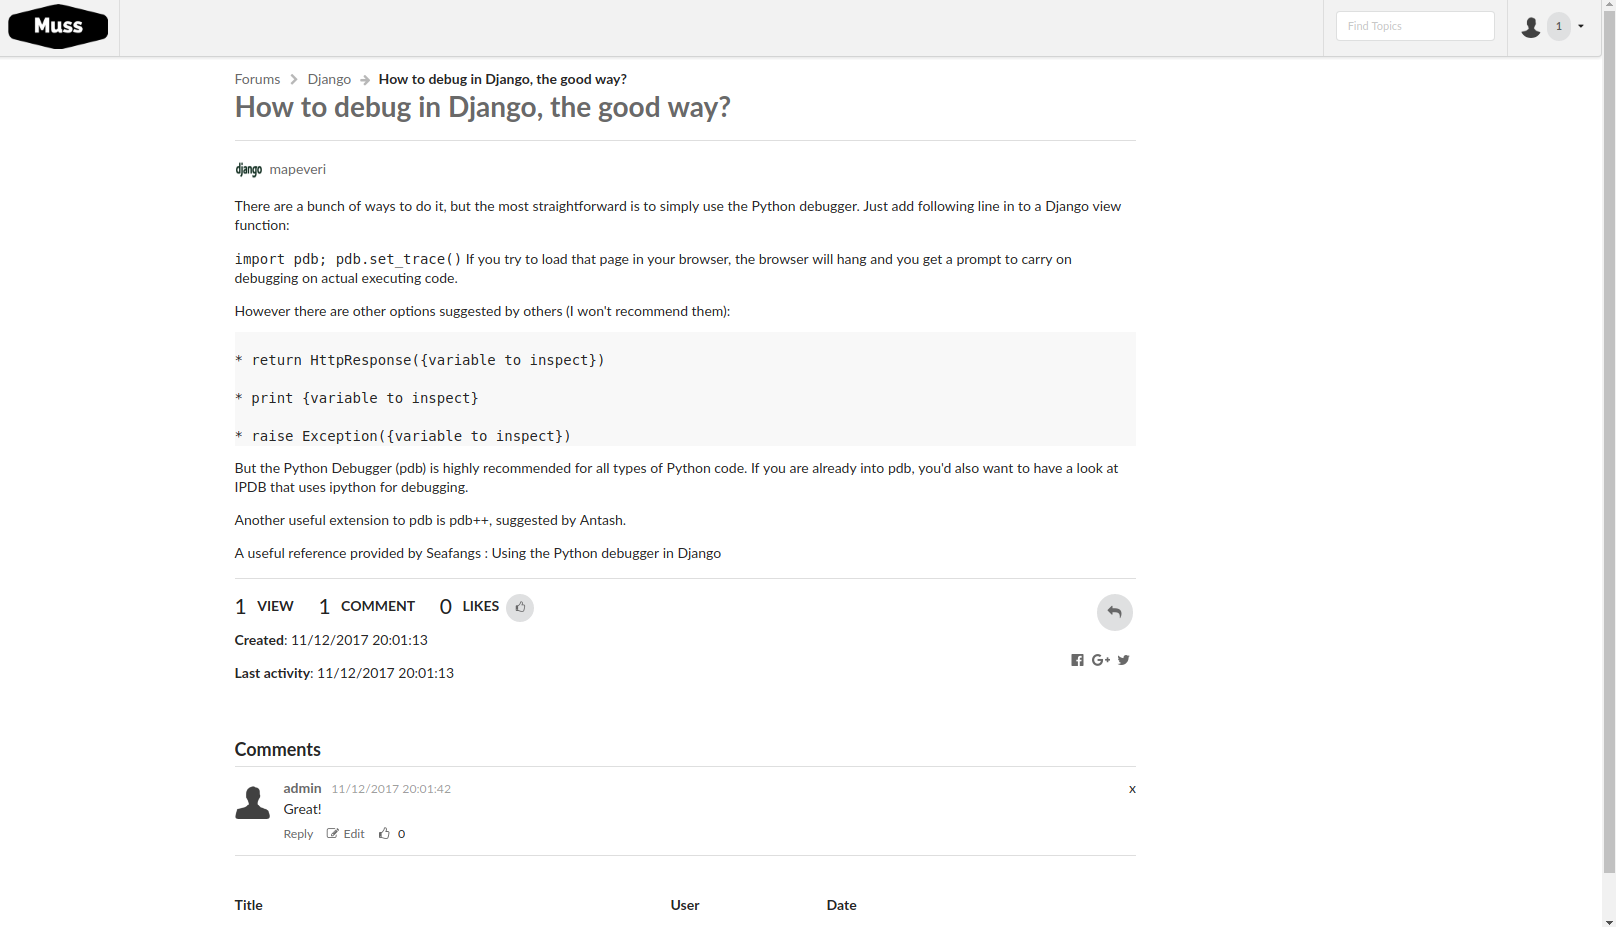 Muss
Find Topics
1
Forums Django How to debug in Django, the good way?
How to debug in Django, the good way?
django mapeveri
There are a bunch of ways to do it, but the most straightforward is to simply use the Python debugger. Just add following line in to a Django view
function:
import pdb; pdb.set_trace() If you try to load that page in your browser, the browser will hang and you get a prompt to carry on
debugging on actual executing code.
However there are other options suggested by others (I won't recommend them):
* return HttpResponse({variable to inspect})
* print {variable to inspect}
* raise Exception({variable to inspect})
But the Python Debugger (pdb) is highly recommended for all types of Python code. If you are already into pdb, you'd also want to have a look at
IPDB that uses ipython for debugging.
Another useful extension to pdb is pdb++, suggested by Antash.
A useful reference provided by Seafangs : Using the Python debugger in Django
1 VIEW 1 COMMENT 0 LIKES
Created: 11/12/2017 20:01:13
G+
Last activity: 11/12/2017 20:01:13
Comments
admin 11/12/2017 20:01:42 x
Great!
Reply Edit 0
Title User Date